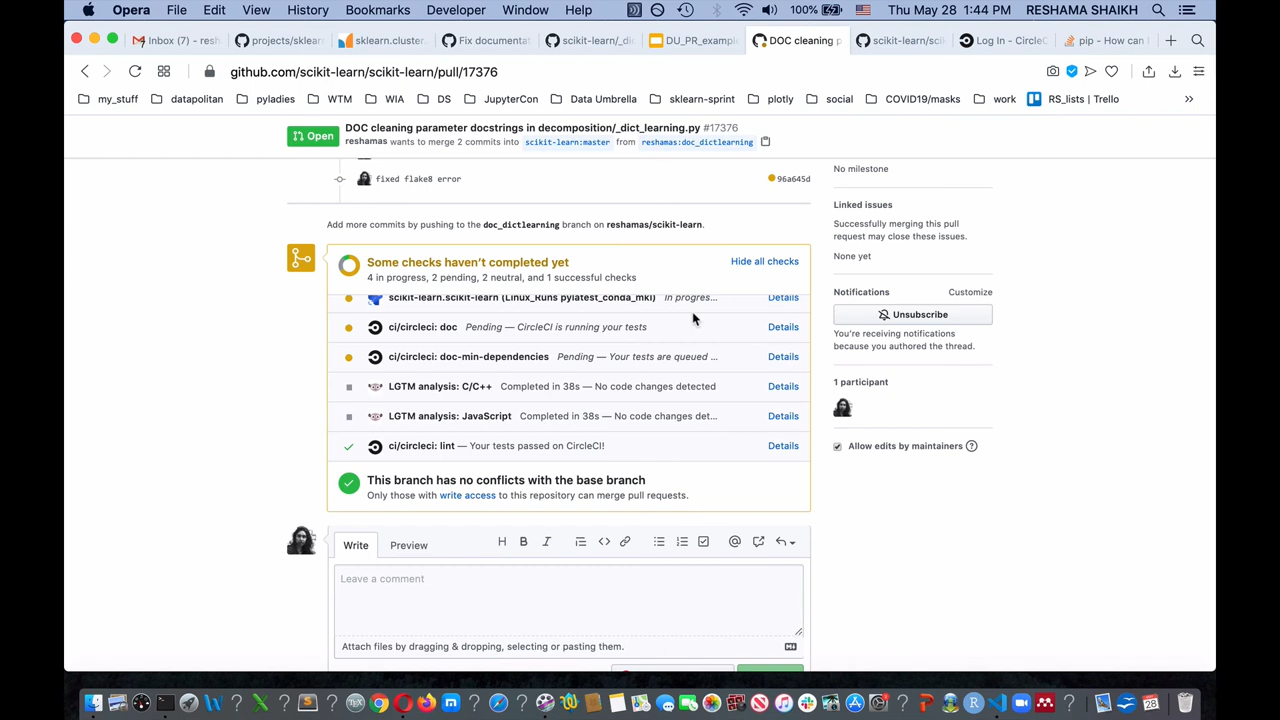 Opera File Edit View History Bookmarks Developer Window Help 100% Thu May 28 1:44 PM RESHAMA SHAIKH
Inbox (7) - resh projects/sklearn sklearn.cluster. Fix documentat scikit-learn/_dic DU_PR_example DOC cleaning p scikit-learn/scik Log In - CircleC pip - How can I
github.com/scikit-learn/scikit-learn/pull/17376
my_stuff datapolitan pyladies WTM WIA DS JupyterCon Data Umbrella sklearn-sprint plotly social COVID19/masks work RS_lists | Trello »
Open
DOC cleaning parameter docstrings in decomposition/_dict_learning.py #17376
reshamas wants to merge 2 commits into scikit-learn:master from reshamas:doc_dictlearning
fixed flake8 error 96a645d
Add more commits by pushing to the doc_dictlearning branch on reshamas/scikit-learn.
Some checks haven't completed yet
Hide all checks
4 in progress, 2 pending, 2 neutral, and 1 successful checks
scikit-learn.scikit-learn (Linux_Runs pylatest_conda_mkl) In progres... Details
ci/circleci: doc Pending — CircleCI is running your tests Details
ci/circleci: doc-min-dependencies Pending — Your tests are queued ... Details
LGTM analysis: C/C++ Completed in 38s — No code changes detected Details
LGTM analysis: JavaScript Completed in 38s — No code changes det... Details
ci/circleci: lint — Your tests passed on CircleCI! Details
This branch has no conflicts with the base branch
Only those with write access to this repository can merge pull requests.
Write Preview
Leave a comment
Attach files by dragging & dropping, selecting or pasting them.
No milestone
Linked issues
Successfully merging this pull
request may close these issues.
None yet
Notifications Customize
Unsubscribe
You're receiving notifications
because you authored the thread.
1 participant
Allow edits by maintainers